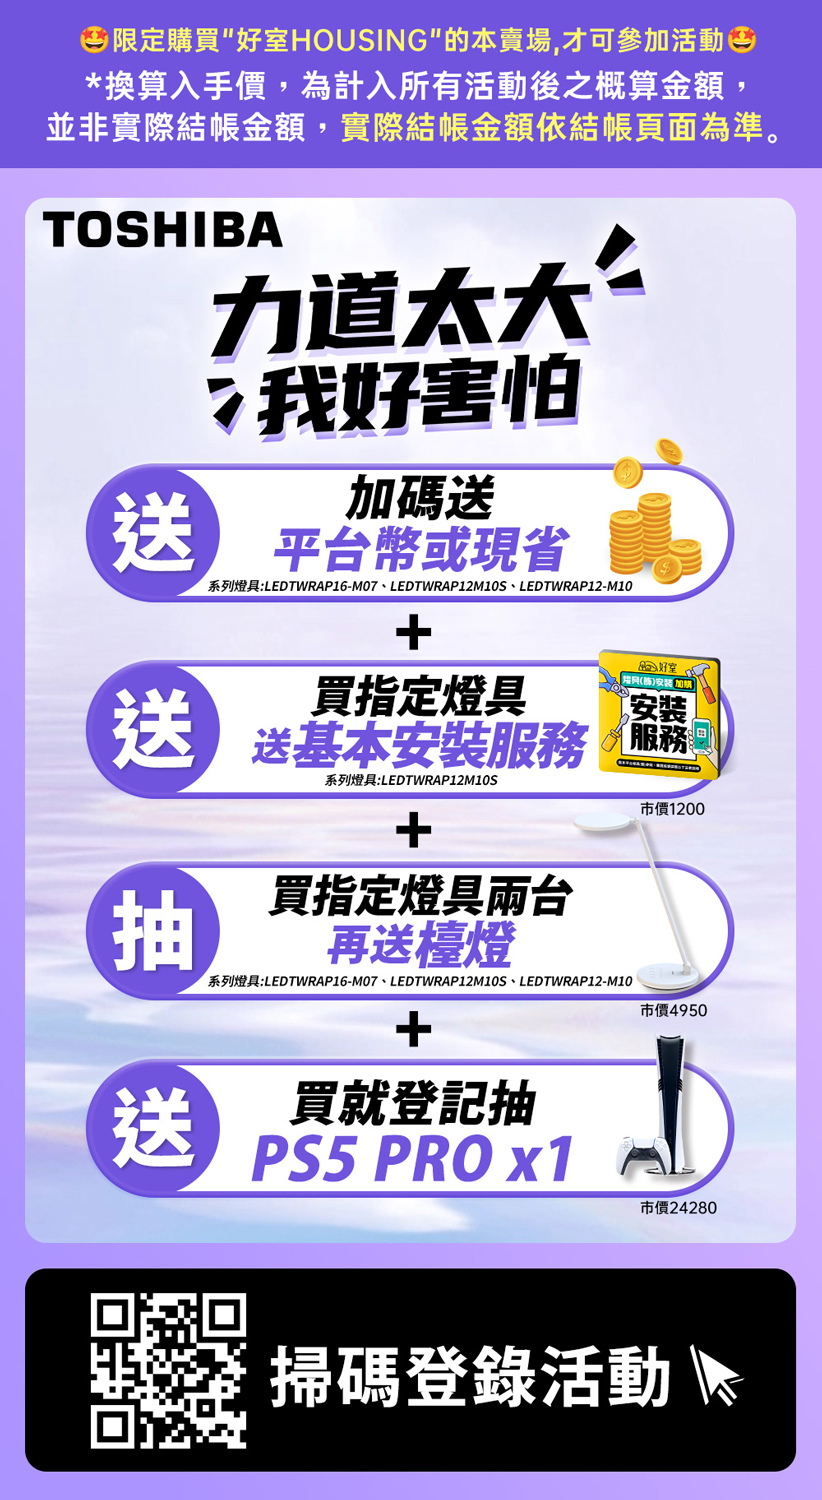 🤩限定購買"好室HOUSING"的本賣場,才可參加活動🤩
*換算入手價，為計入所有活動後之概算金額，
並非實際結帳金額，實際結帳金額依結帳頁面為準。
TOSHIBA
力道太大
我好害怕
送
加碼送
平台幣或現省
系列燈具:LEDTWRAP16-M07、LEDTWRAP12M10S、LEDTWRAP12-M10
+
送
買指定燈具
送基本安裝服務
系列燈具:LEDTWRAP12M10S
好室
燈具(飾)安裝 加購
安裝
服務
市價1200
+
抽
買指定燈具兩台
再送檯燈
系列燈具:LEDTWRAP16-M07、LEDTWRAP12M10S、LEDTWRAP12-M10
市價4950
+
送
買就登記抽
PS5 PRO x1
市價24280
掃碼登錄活動